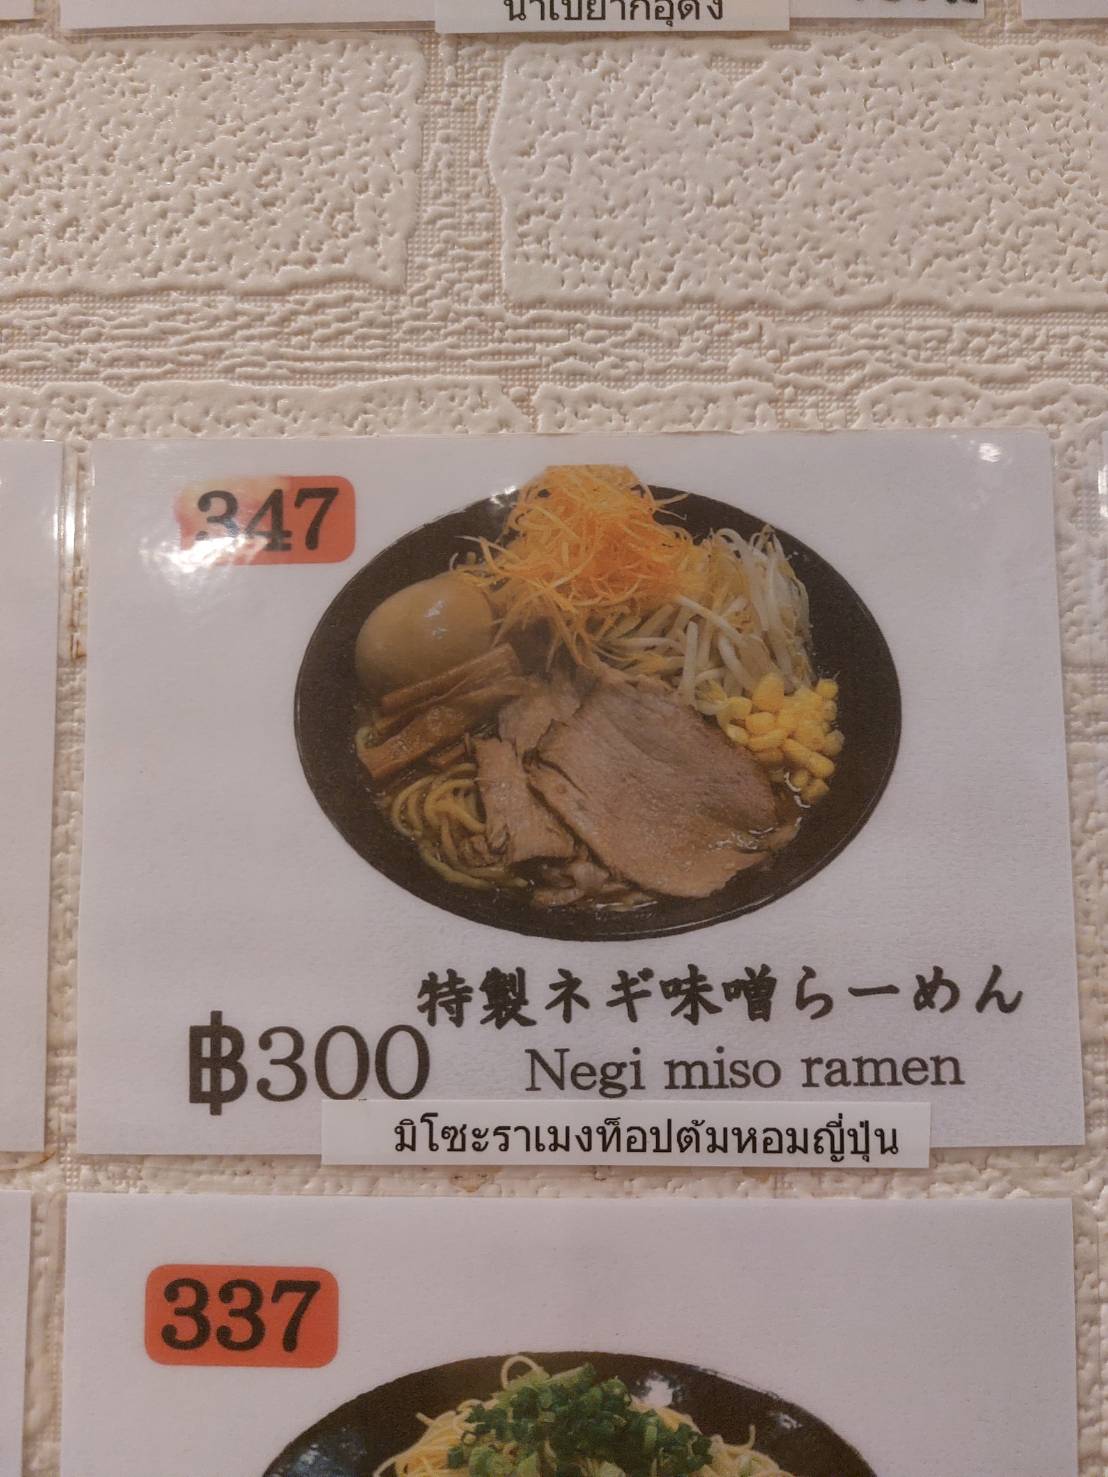 347
特製ネギ味噌らーめん
฿300
Negi miso ramen
มิโซะราเมงท็อปต้มหอมญี่ปุ่น
337